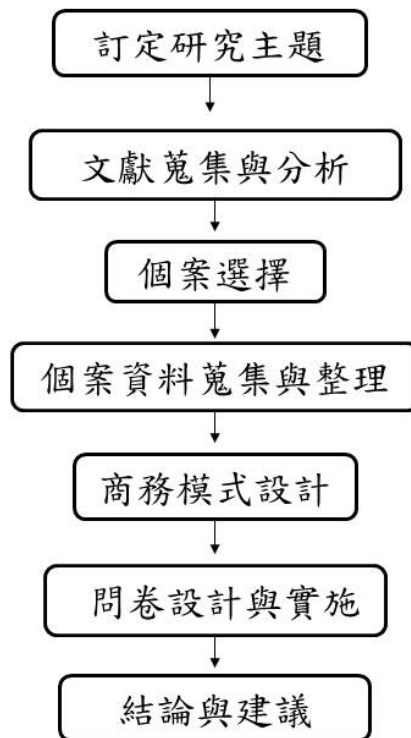 訂定研究主題
文獻蒐集與分析
個案選擇
個案資料蒐集與整理
商務模式設計
問卷設計與實施
結論與建議